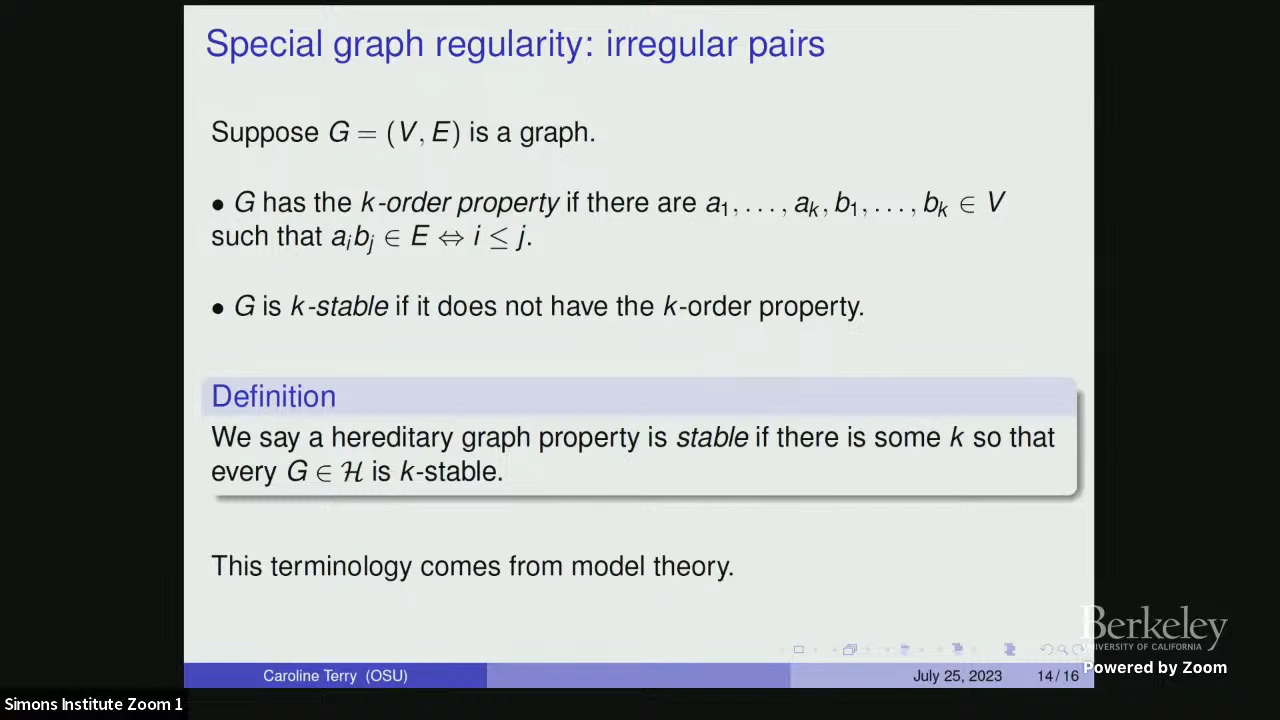 Special graph regularity: irregular pairs
Suppose G = (V, E) is a graph.
• G has the k-order property if there are a₁, . . . , aₖ, b₁, . . . , bₖ ∈ V
such that aᵢbⱼ ∈ E ⇔ i ≤ j.
• G is k-stable if it does not have the k-order property.
Definition
We say a hereditary graph property is stable if there is some k so that
every G ∈ ℋ is k-stable.
This terminology comes from model theory.
Berkeley
UNIVERSITY OF CALIFORNIA
Powered by Zoom
Caroline Terry (OSU)
July 25, 2023
14 / 16
Simons Institute Zoom 1